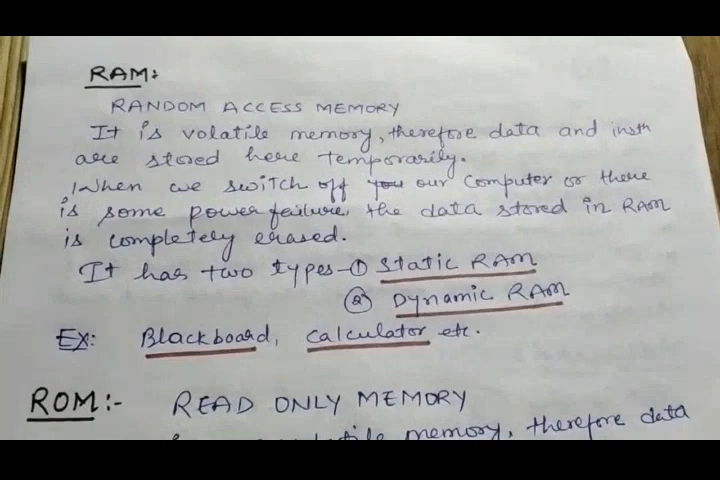 RAM:
RANDOM ACCESS MEMORY
It is volatile memory, therefore data and instn
are stored here temporarily.
When we switch off you our computer or there
is some power failure, the data stored in RAM
is completely erased.
It has two types - ① Static RAM
② Dynamic RAM
EX: Blackboard, Calculator etc.
ROM:- READ ONLY MEMORY
memory, therefore data